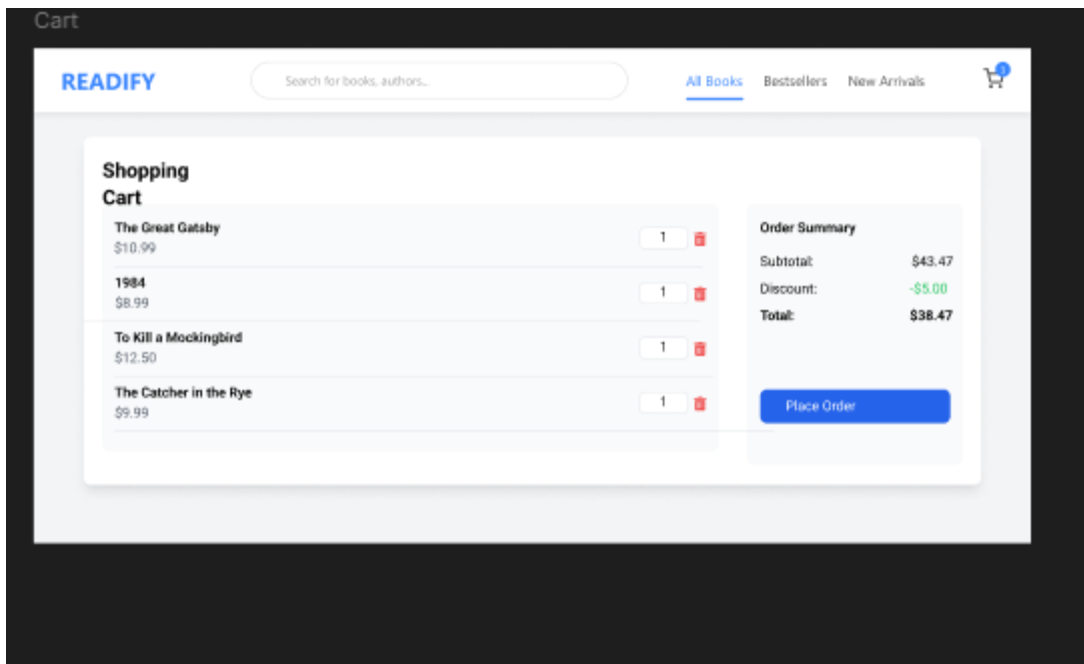 Cart
READIFY
Search for books, authors...
All Books
Bestsellers
New Arrivals
Shopping
Cart
The Great Gatsby
$10.99
1
1984
$8.99
1
To Kill a Mockingbird
$12.50
1
The Catcher in the Rye
$9.99
1
Order Summary
Subtotal: $43.47
Discount: -$5.00
Total: $38.47
Place Order